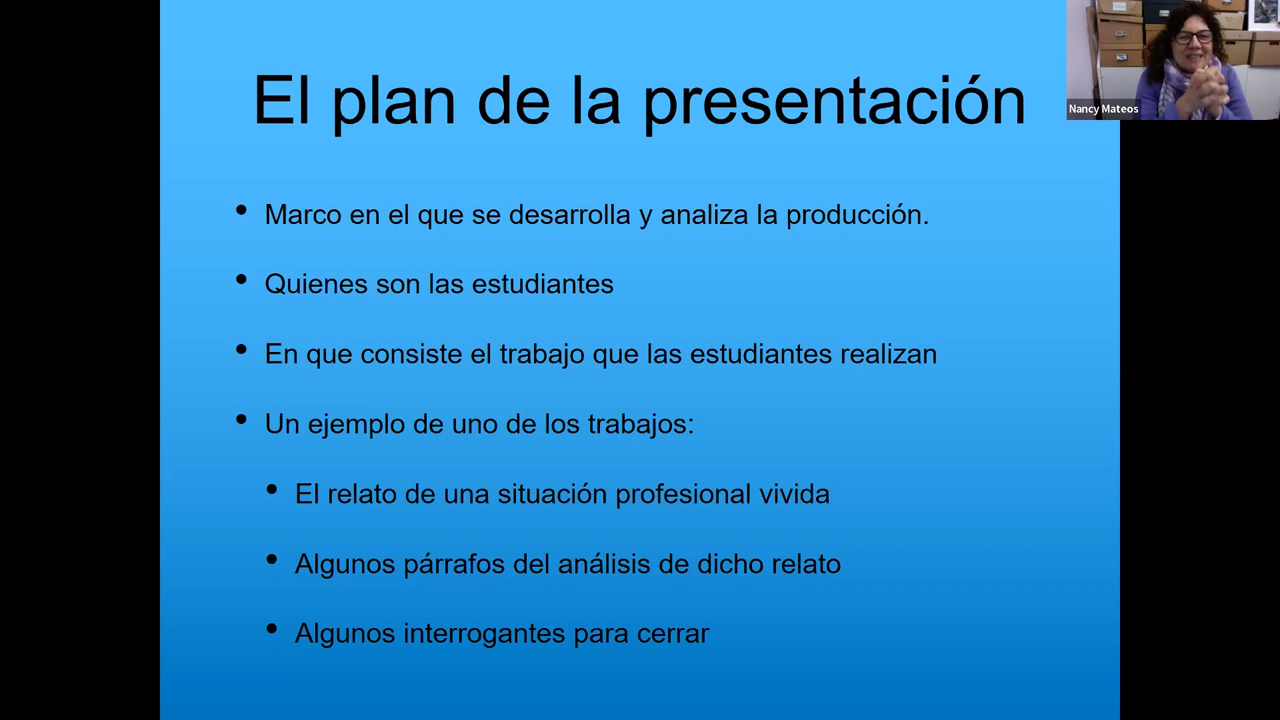 El plan de la presentación
Nancy Mateos
• Marco en el que se desarrolla y analiza la producción.
• Quienes son las estudiantes
• En que consiste el trabajo que las estudiantes realizan
• Un ejemplo de uno de los trabajos:
• El relato de una situación profesional vivida
• Algunos párrafos del análisis de dicho relato
• Algunos interrogantes para cerrar